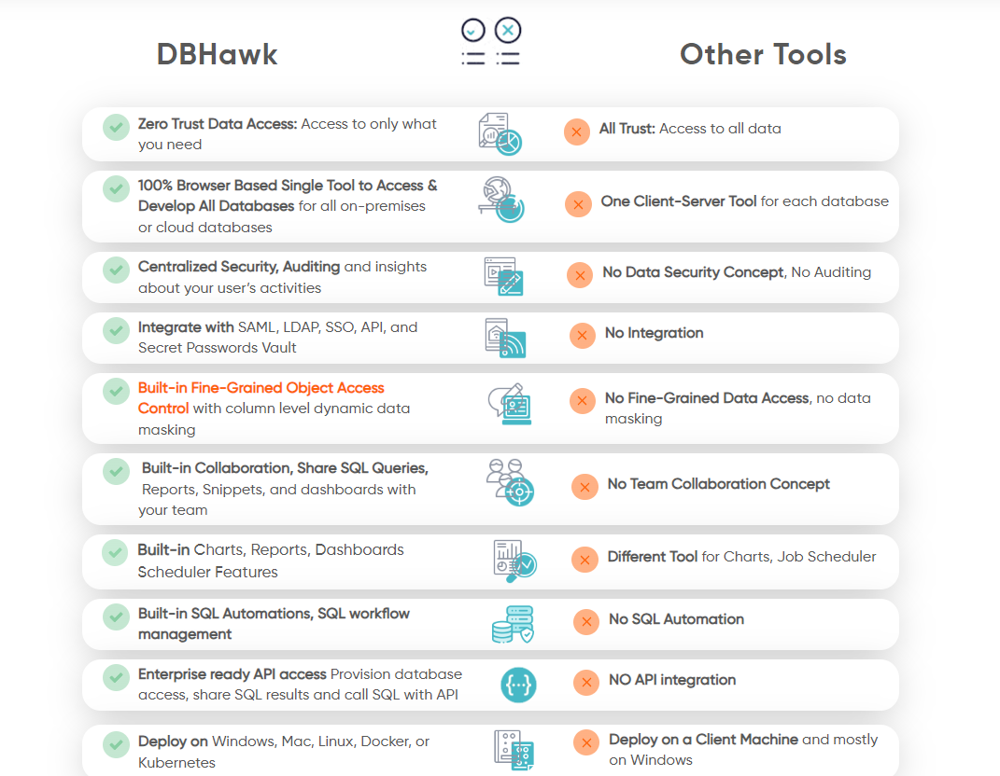 DBHawk
Other Tools
Zero Trust Data Access: Access to only what
you need
All Trust: Access to all data
100% Browser Based Single Tool to Access &
Develop All Databases for all on-premises
or cloud databases
One Client-Server Tool for each database
Centralized Security, Auditing and insights
about your user's activities
No Data Security Concept, No Auditing
Integrate with SAML, LDAP, SSO, API, and
Secret Passwords Vault
No Integration
Built-in Fine-Grained Object Access
Control with column level dynamic data
masking
No Fine-Grained Data Access, no data
masking
Built-in Collaboration, Share SQL Queries,
Reports, Snippets, and dashboards with
your team
No Team Collaboration Concept
Built-in Charts, Reports, Dashboards
Scheduler Features
Different Tool for Charts, Job Scheduler
Built-in SQL Automations, SQL workflow
management
No SQL Automation
Enterprise ready API access Provision database
access, share SQL results and call SQL with API
NO API integration
Deploy on Windows, Mac, Linux, Docker, or
Kubernetes
Deploy on a Client Machine and mostly
on Windows